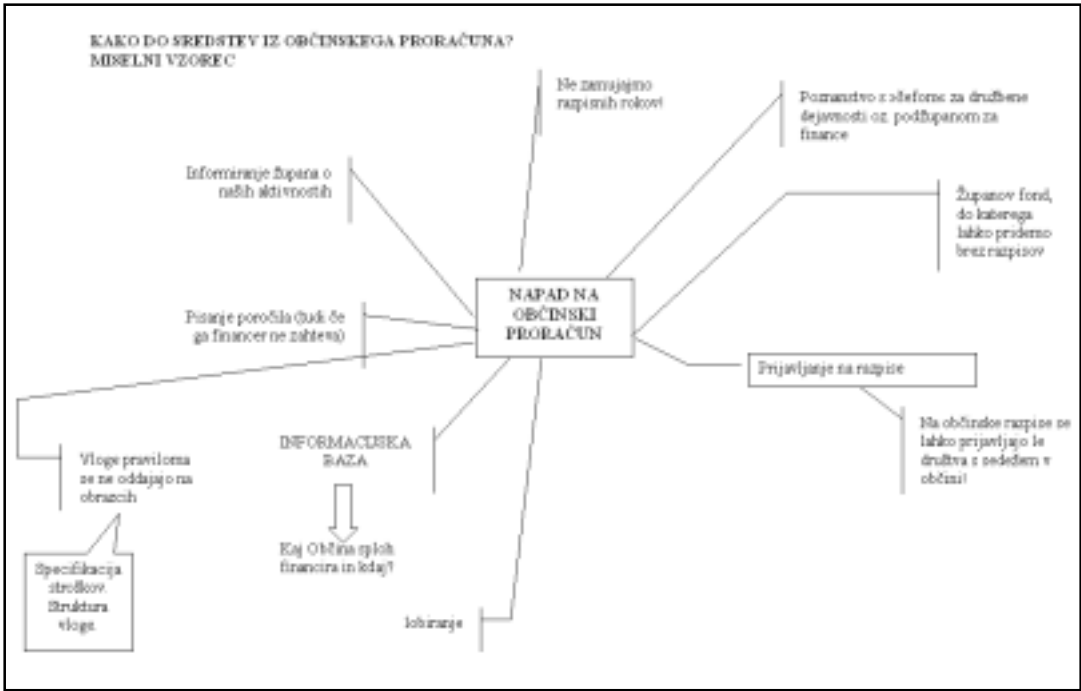 KAKO DO SREDSTEV IZ OBČINSKEGA PRORAČUNA?
MISELNI VZOREC
Ne zamujajmo
razpisnih rokov!
Poznanstvo s »šefom« za družbene
dejavnosti oz. podžupanom za
finance
Informiranje župana o
naših aktivnostih
Županov fond,
do katerega
lahko pridemo
brez razpisov
NAPAD NA
OBČINSKI
PRORAČUN
Pisanje poročila (tudi če
ga financer ne zahteva)
Prijavljanje na razpise
Na občinske razpise se
lahko prijavljajo le
društva s sedežem v
občini!
INFORMACIJSKA
BAZA
Vloge praviloma
se ne oddajajo na
obrazcih
Kaj Občina sploh
financira in kdaj?
Specifikacija
stroškov.
Struktura
vloge.
lobiranje